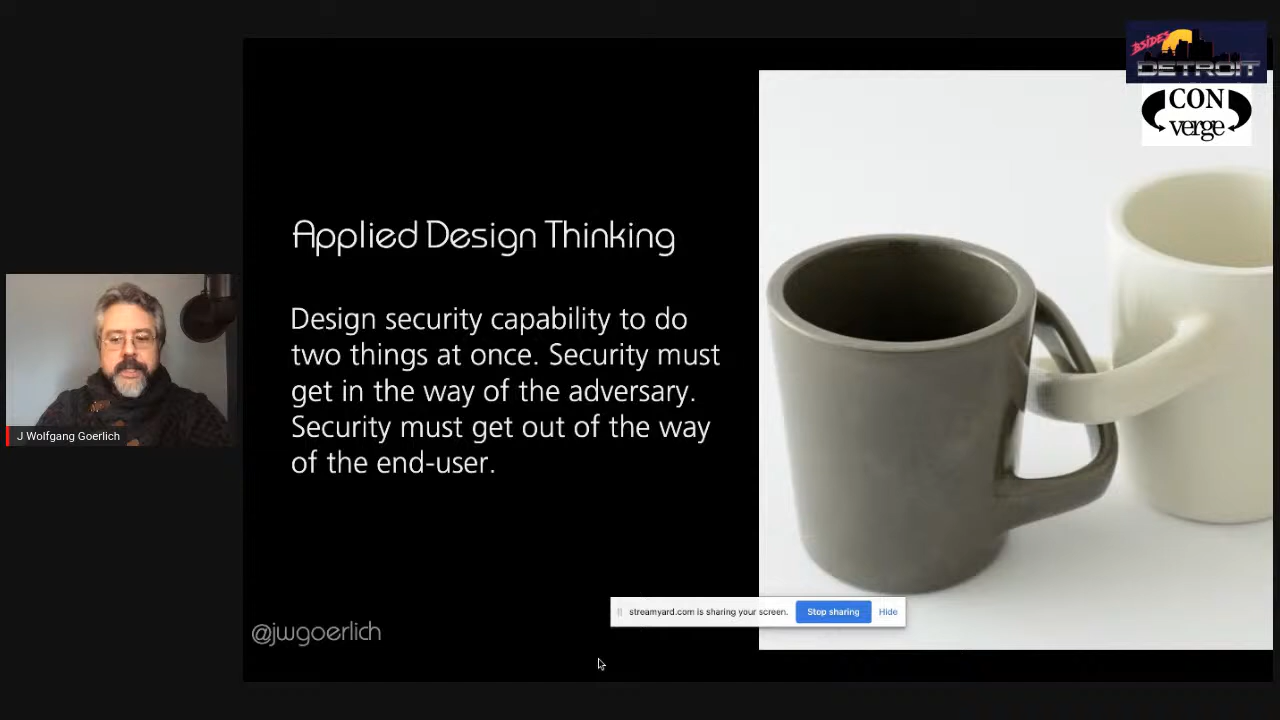 BSIDES
DETROIT
CON
verge
Applied Design Thinking
Design security capability to do
two things at once. Security must
get in the way of the adversary.
Security must get out of the way
of the end-user.
J Wolfgang Goerlich
streamyard.com is sharing your screen.
Stop sharing
Hide
@jwgoerlich